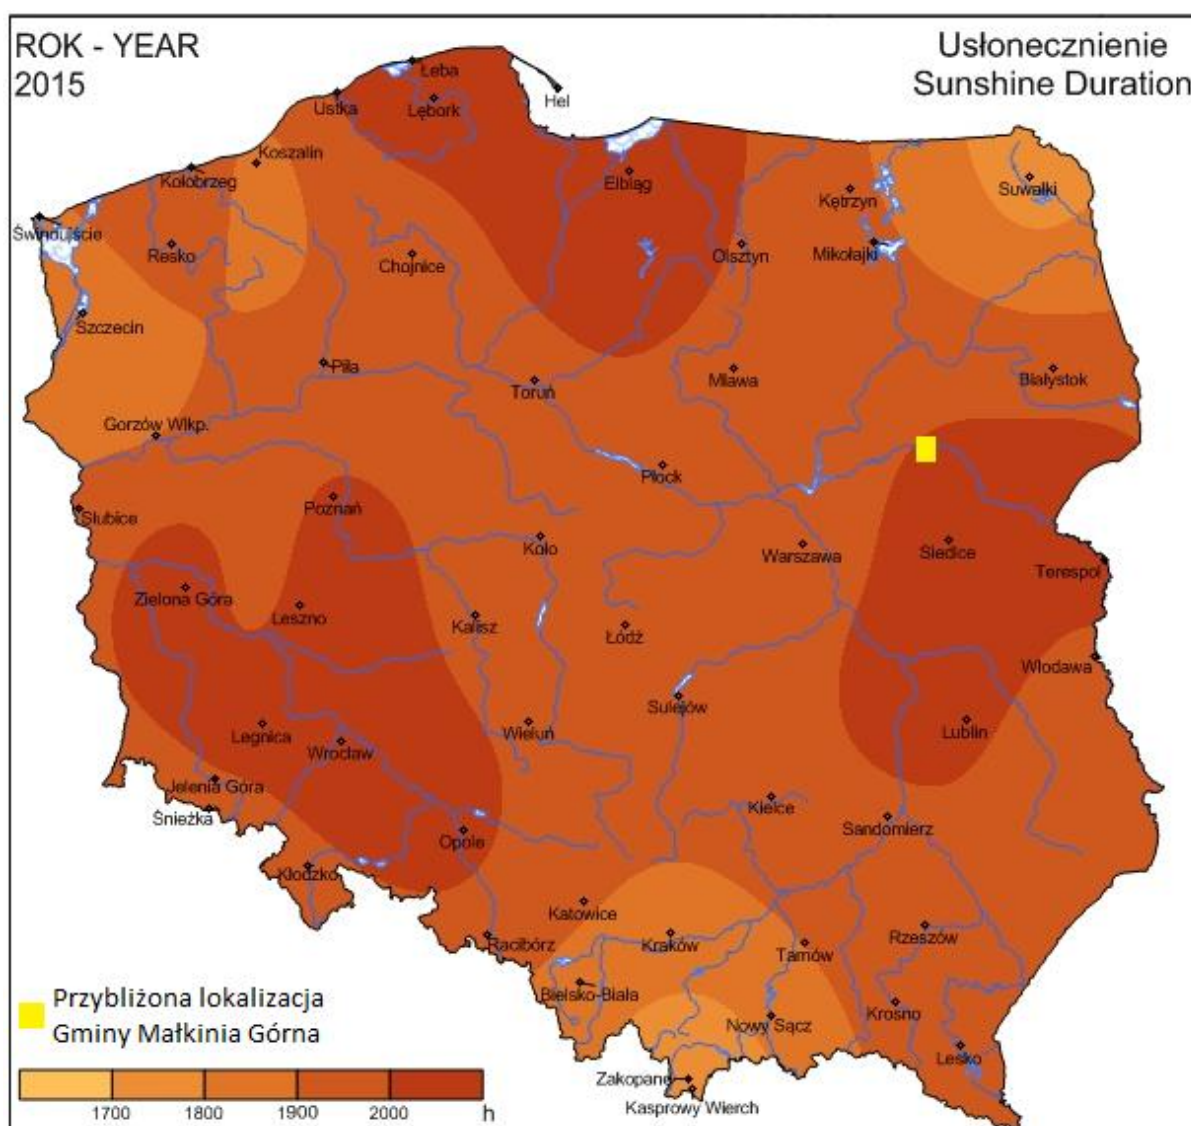 ROK - YEAR
2015
Usłonecznienie
Sunshine Duration
Łeba
Hel
Ustka
Lębork
Koszalin
Kołobrzeg
Elbląg
Suwałki
Kętrzyn
Świnoujście
Resko
Chojnice
Olsztyn
Mikołajki
Szczecin
Piła
Toruń
Mława
Białystok
Gorzów Wlkp.
Płock
Słubice
Poznań
Koło
Warszawa
Siedlce
Terespol
Zielona Góra
Leszno
Kalisz
Łódź
Włodawa
Sulejów
Legnica
Wrocław
Wieluń
Lublin
Jelenia Góra
Śnieżka
Kielce
Sandomierz
Opole
Kłodzko
Katowice
Racibórz
Kraków
Tarnów
Rzeszów
Bielsko-Biała
Nowy Sącz
Krosno
Lesko
Zakopane
Kasprowy Wierch
Przybliżona lokalizacja
Gminy Małkinia Górna
1700 1800 1900 2000 h